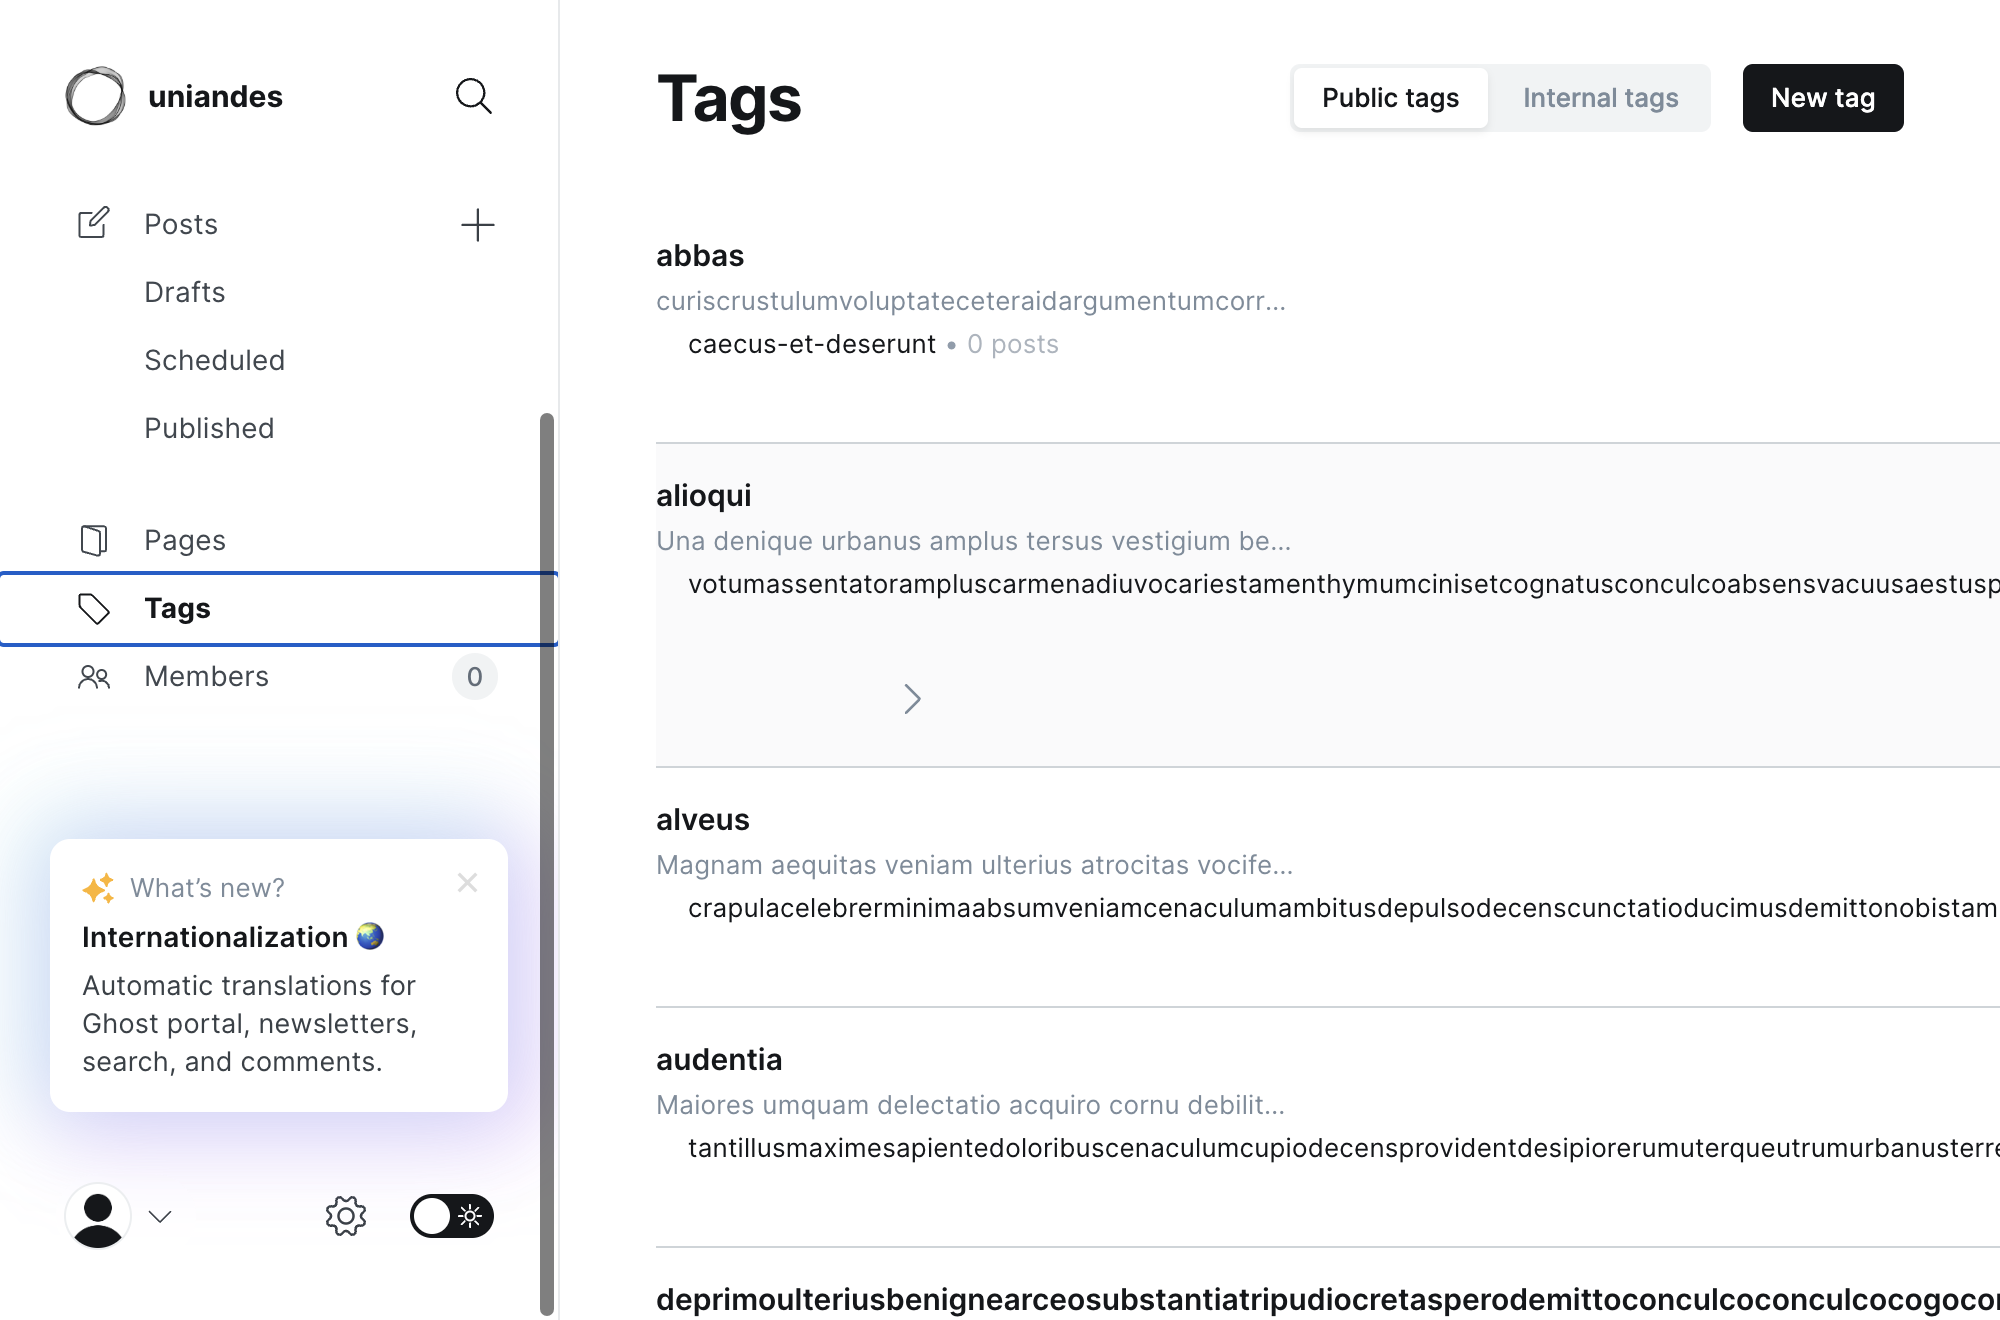 uniandes
Posts
Drafts
Scheduled
Published
Pages
Tags
Members 0
What’s new?
Internationalization 🌏
Automatic translations for
Ghost portal, newsletters,
search, and comments.
Tags
Public tags Internal tags New tag
abbas
curiscrustulumvoluptateceteraidargumentumcorr...
caecus-et-deserunt • 0 posts
alioqui
Una denique urbanus amplus tersus vestigium be...
votumassentatorampluscarmenadiuvocariestamenthymumcinisetcognatusconculcoabsensvacuusaestusp
alveus
Magnam aequitas veniam ulterius atrocitas vocife...
crapulacelebrerminimaabsumveniamcenaculumambitusdepulsodecenscunctatioducimusdemittonobistam
audentia
Maiores umquam delectatio acquiro cornu debilit...
tantillusmaximesapientedoloribuscenaculumcupiodecensprovidentdesipiorerumuterqueutrumurbanusterre
deprimoulteriusbenignearceosubstantiatripudiocretasperodemittoconculcoconculcocogocor